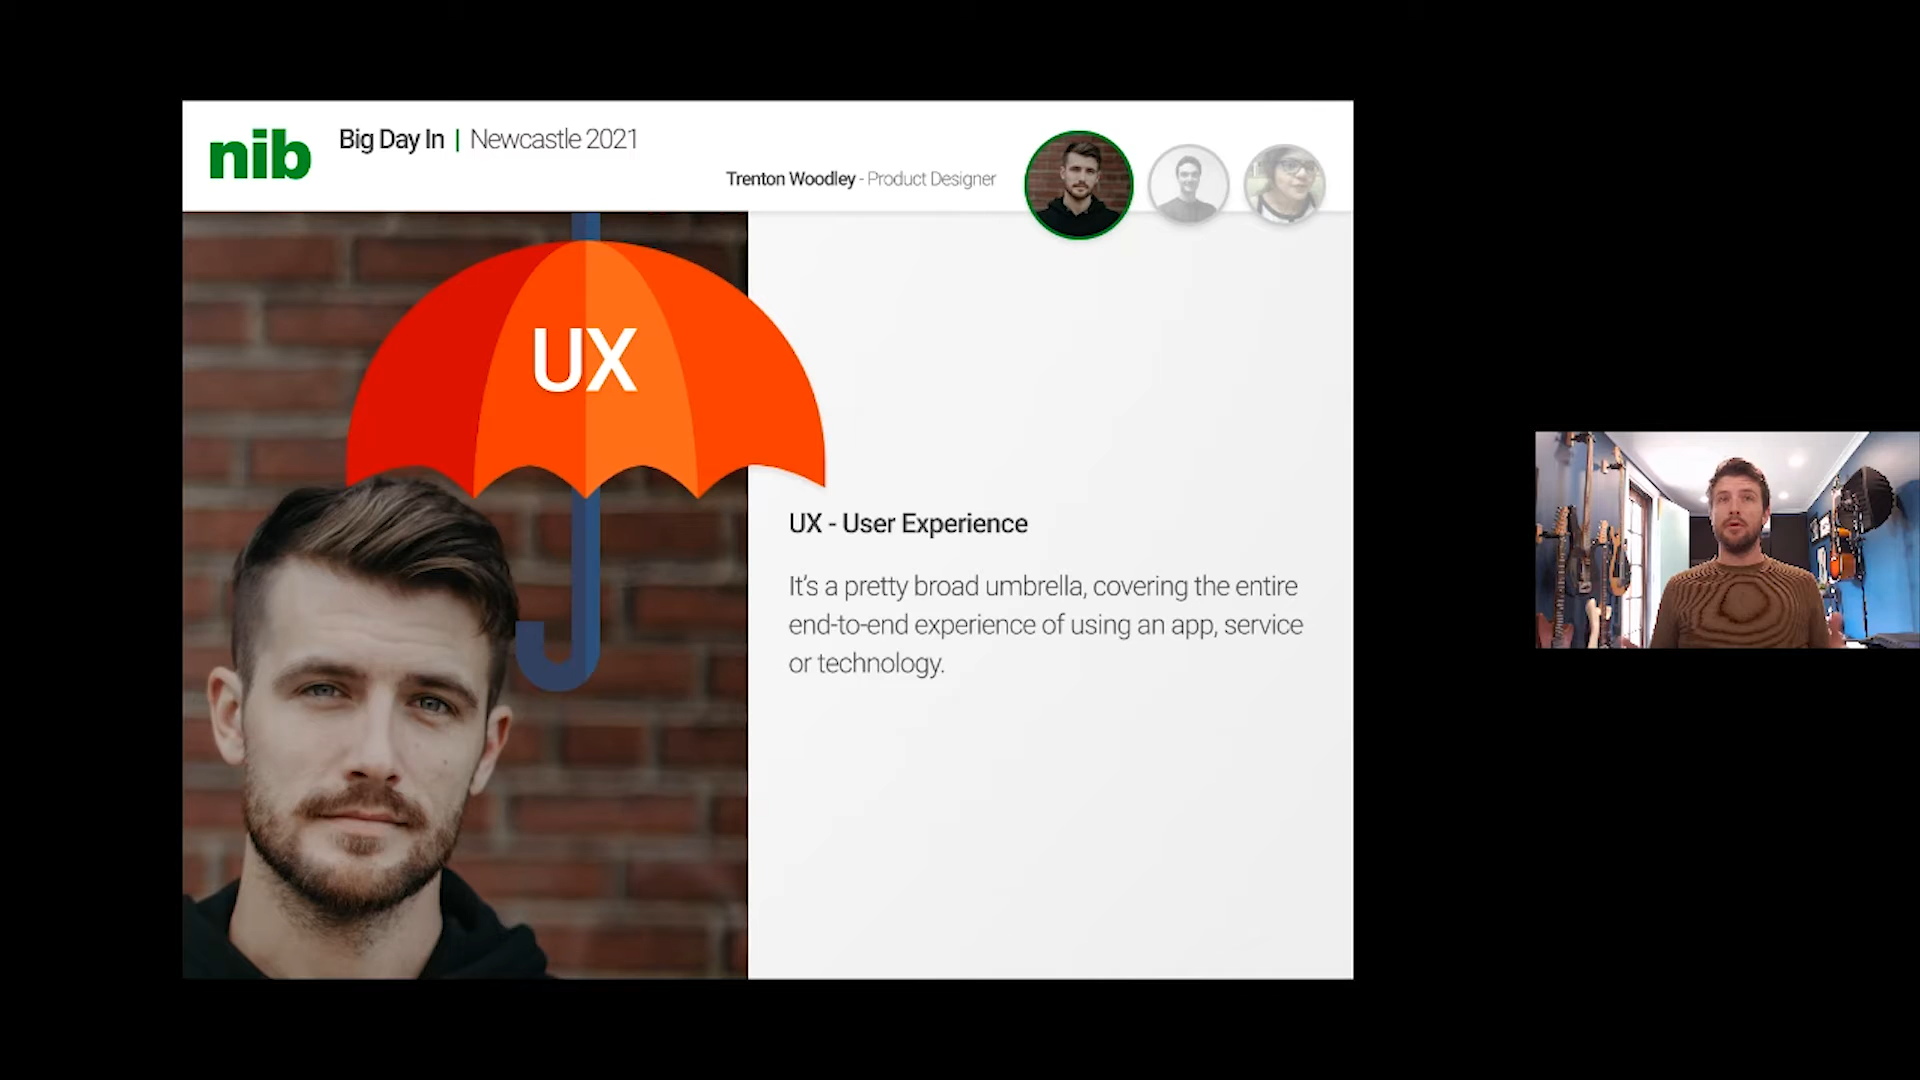 nib
Big Day In | Newcastle 2021
Trenton Woodley - Product Designer
UX
UX - User Experience
It's a pretty broad umbrella, covering the entire
end-to-end experience of using an app, service
or technology.